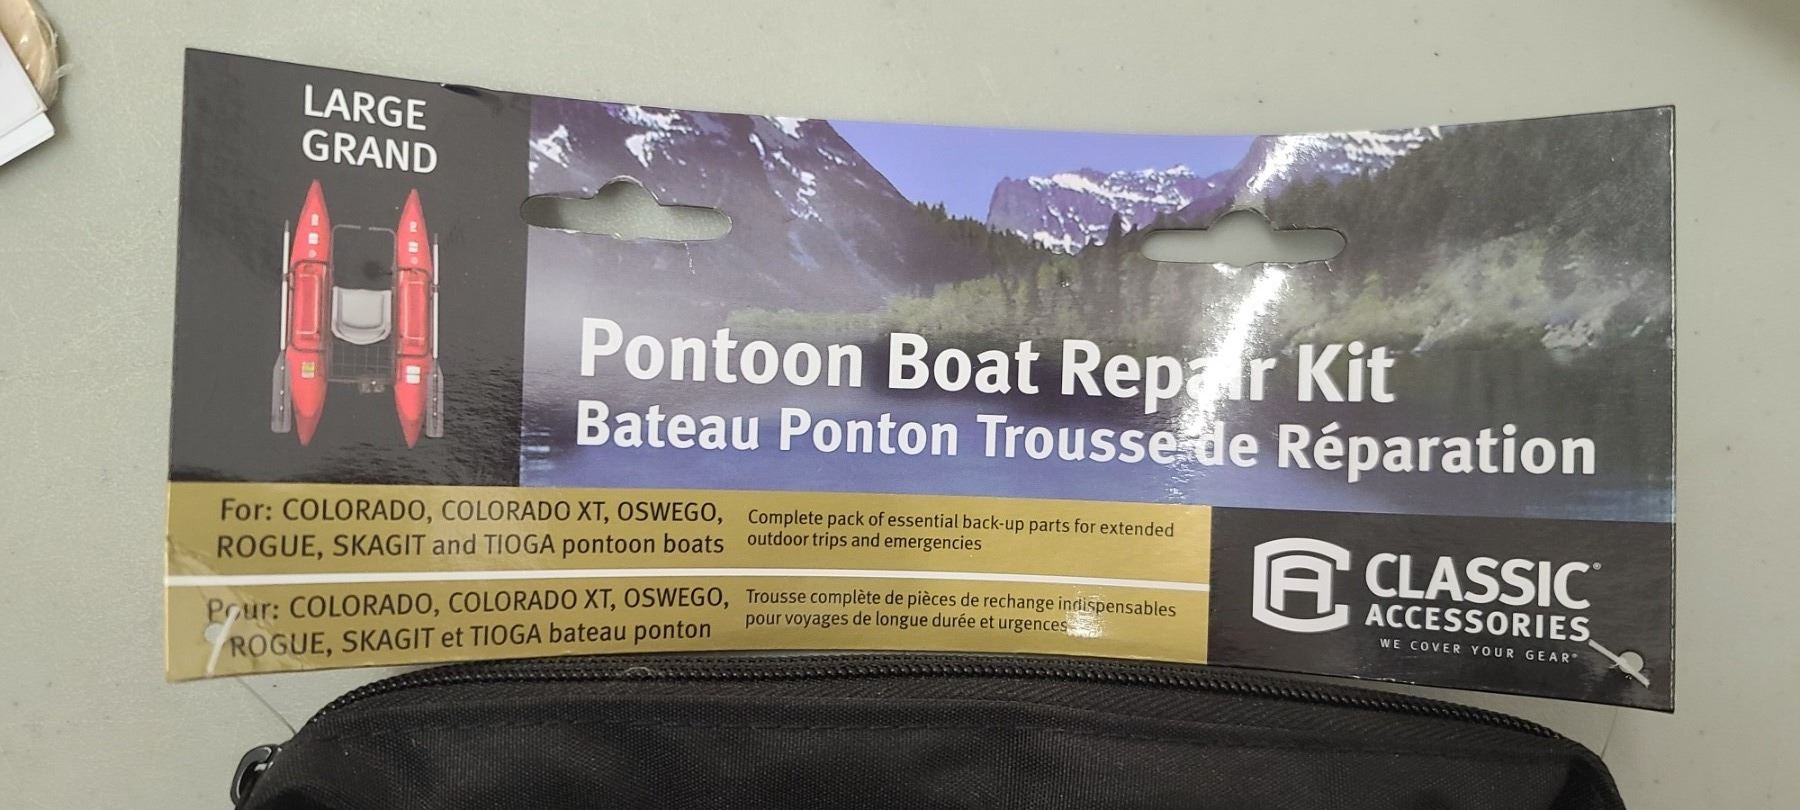 LARGE
GRAND
Pontoon Boat Repair Kit
Bateau Ponton Trousse de Réparation
For: COLORADO, COLORADO XT, OSWEGO,
ROGUE, SKAGIT and TIOGA pontoon boats
Complete pack of essential back-up parts for extended
outdoor trips and emergencies
Pour: COLORADO, COLORADO XT, OSWEGO,
ROGUE, SKAGIT et TIOGA bateau ponton
Trousse complète de pièces de rechange indispensables
pour voyages de longue durée et urgences
CLASSIC®
ACCESSORIES
WE COVER YOUR GEAR®